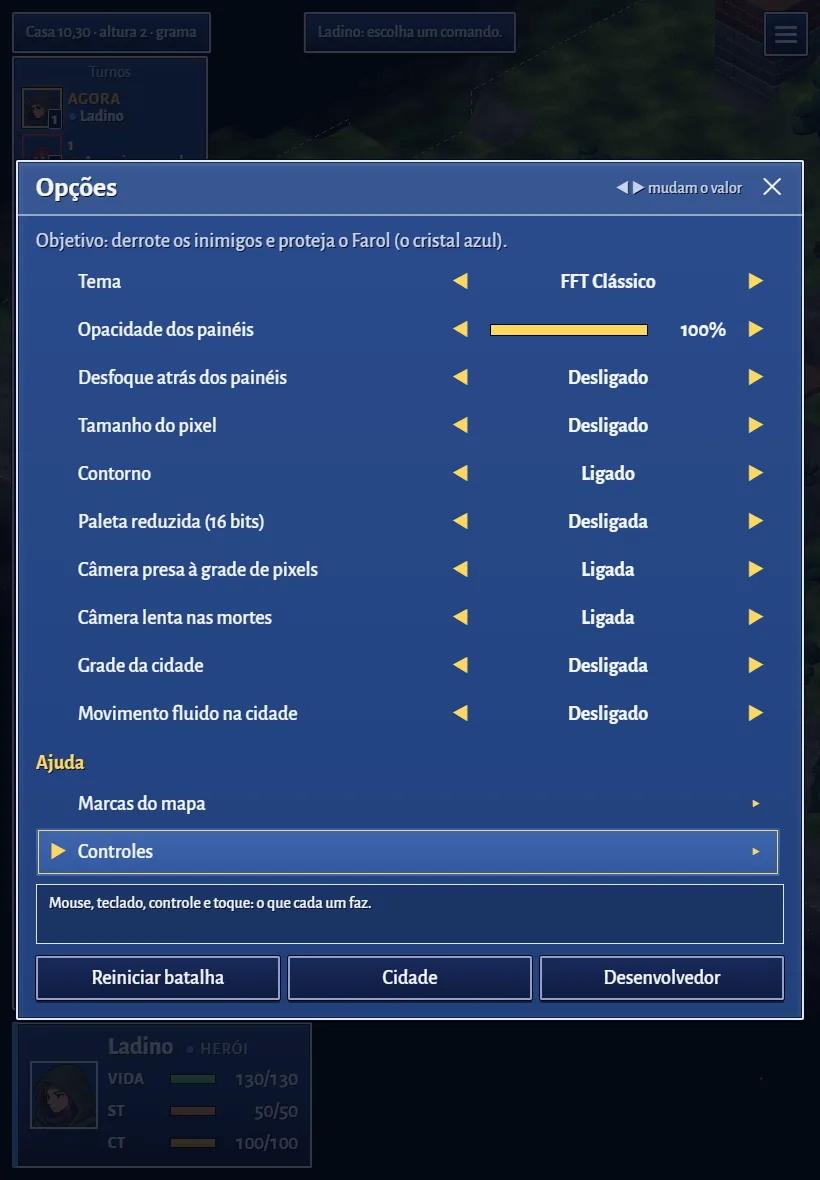 Casa 10,30 · altura 2 · grama
Ladino: escolha um comando.
Turnos
AGORA
1
Ladino
1
Opções
◀▶ mudam o valor
Objetivo: derrote os inimigos e proteja o Farol (o cristal azul).
Tema ◀ FFT Clássico ▶
Opacidade dos painéis ◀ 100% ▶
Desfoque atrás dos painéis ◀ Desligado ▶
Tamanho do pixel ◀ Desligado ▶
Contorno ◀ Ligado ▶
Paleta reduzida (16 bits) ◀ Desligada ▶
Câmera presa à grade de pixels ◀ Ligada ▶
Câmera lenta nas mortes ◀ Ligada ▶
Grade da cidade ◀ Desligada ▶
Movimento fluido na cidade ◀ Desligado ▶
Ajuda
Marcas do mapa ▸
▶ Controles ▸
Mouse, teclado, controle e toque: o que cada um faz.
Reiniciar batalha
Cidade
Desenvolvedor
Ladino • HERÓI
VIDA 130/130
ST 50/50
CT 100/100